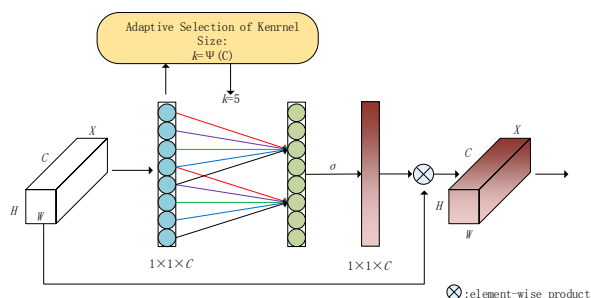 Adaptive Selection of Kenrnel
Size:
k=Ψ(C)
k=5
X
C
H
W
σ
1×1×C
1×1×C
X
C
H
W
:element-wise product